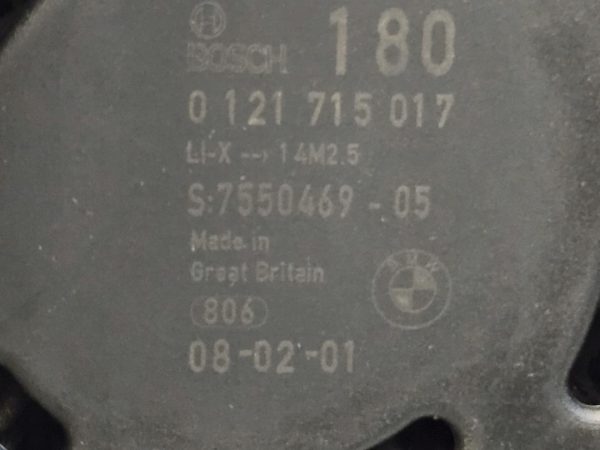 BOSCH 180
0 121 715 017
LI-X --› 14M2.5
S:7550469 - 05
Made in
Great Britain
BMW
806
08-02-01